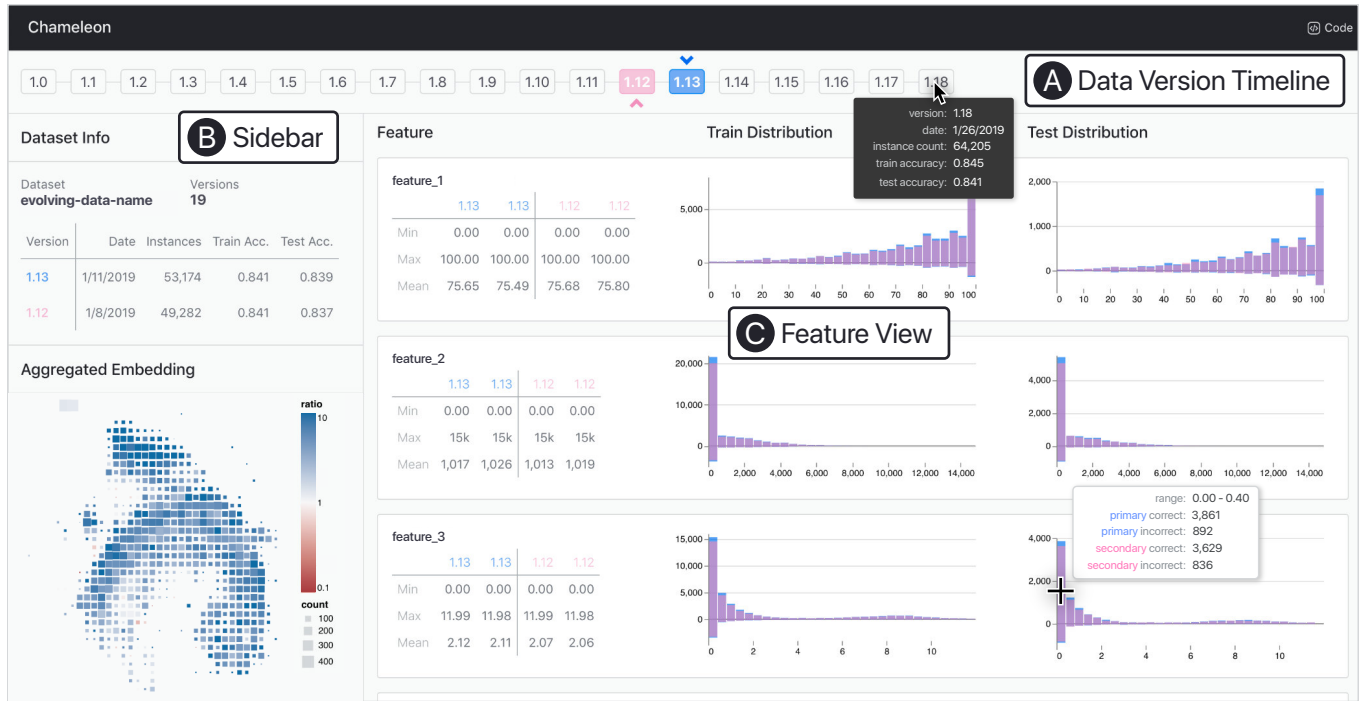 Chameleon
Code
1.0 1.1 1.2 1.3 1.4 1.5 1.6 1.7 1.8 1.9 1.10 1.11 1.12 1.13 1.14 1.15 1.16 1.17 1.18
A Data Version Timeline
version: 1.18
date: 1/26/2019
instance count: 64,205
train accuracy: 0.845
test accuracy: 0.841
Dataset Info
B Sidebar
Dataset Versions
evolving-data-name 19
Version Date Instances Train Acc. Test Acc.
1.13 1/11/2019 53,174 0.841 0.839
1.12 1/8/2019 49,282 0.841 0.837
Aggregated Embedding
ratio
10
1
0.1
count
100
200
300
400
Feature Train Distribution Test Distribution
feature_1
1.13 1.13 1.12 1.12
Min 0.00 0.00 0.00 0.00
Max 100.00 100.00 100.00 100.00
Mean 75.65 75.49 75.68 75.80
5,000
0
0 10 20 30 40 50 60 70 80 90 100
2,000
1,000
0
0 10 20 30 40 50 60 70 80 90 100
C Feature View
feature_2
1.13 1.13 1.12 1.12
Min 0.00 0.00 0.00 0.00
Max 15k 15k 15k 15k
Mean 1,017 1,026 1,013 1,019
20,000
10,000
0
0 2,000 4,000 6,000 8,000 10,000 12,000 14,000
4,000
2,000
0
0 2,000 4,000 6,000 8,000 10,000 12,000 14,000
feature_3
1.13 1.13 1.12 1.12
Min 0.00 0.00 0.00 0.00
Max 11.99 11.98 11.99 11.98
Mean 2.12 2.11 2.07 2.06
15,000
10,000
5,000
0
0 2 4 6 8 10
range: 0.00 - 0.40
primary correct: 3,861
primary incorrect: 892
secondary correct: 3,629
secondary incorrect: 836
4,000
2,000
0
0 2 4 6 8 10